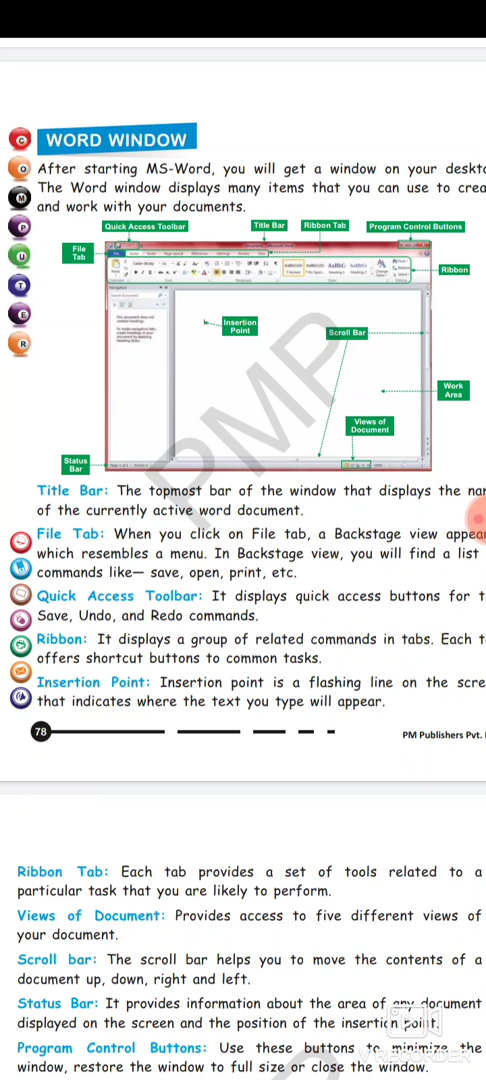 WORD WINDOW
After starting MS-Word, you will get a window on your deskto
The Word window displays many items that you can use to crea
and work with your documents.
Quick Access Toolbar
Title Bar
Ribbon Tab
Program Control Buttons
File
Tab
Ribbon
Insertion
Point
Scroll Bar
Work
Area
Views of
Document
Status
Bar
PMP
Title Bar: The topmost bar of the window that displays the nam
of the currently active word document.
File Tab: When you click on File tab, a Backstage view appear
which resembles a menu. In Backstage view, you will find a list
commands like— save, open, print, etc.
Quick Access Toolbar: It displays quick access buttons for t
Save, Undo, and Redo commands.
Ribbon: It displays a group of related commands in tabs. Each t
offers shortcut buttons to common tasks.
Insertion Point: Insertion point is a flashing line on the scre
that indicates where the text you type will appear.
78
PM Publishers Pvt.
Ribbon Tab: Each tab provides a set of tools related to a
particular task that you are likely to perform.
Views of Document: Provides access to five different views of
your document.
Scroll bar: The scroll bar helps you to move the contents of a
document up, down, right and left.
Status Bar: It provides information about the area of any document
displayed on the screen and the position of the insertion point.
Program Control Buttons: Use these buttons to minimize the
window, restore the window to full size or close the window.
V RECORDER
C
O
M
P
U
T
E
R